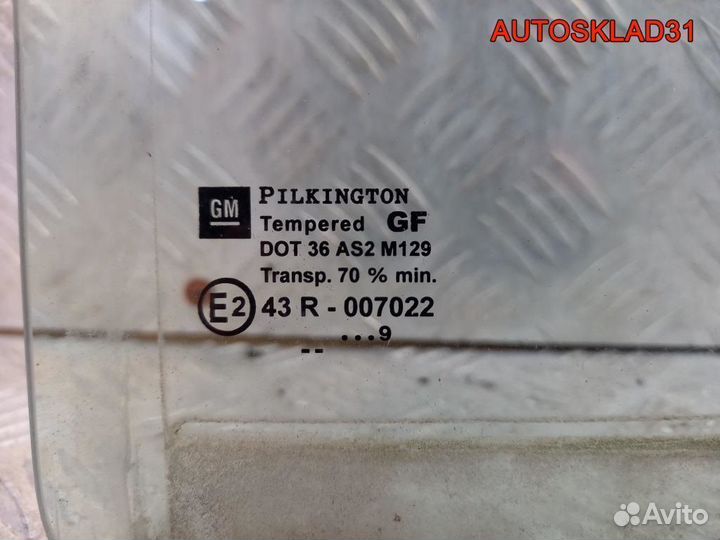 AUTOSKLAD31
GM
PILKINGTON
Tempered GF
DOT 36 AS2 M129
Transp. 70 % min.
E2 43 R - 007022
...9
--
Avito